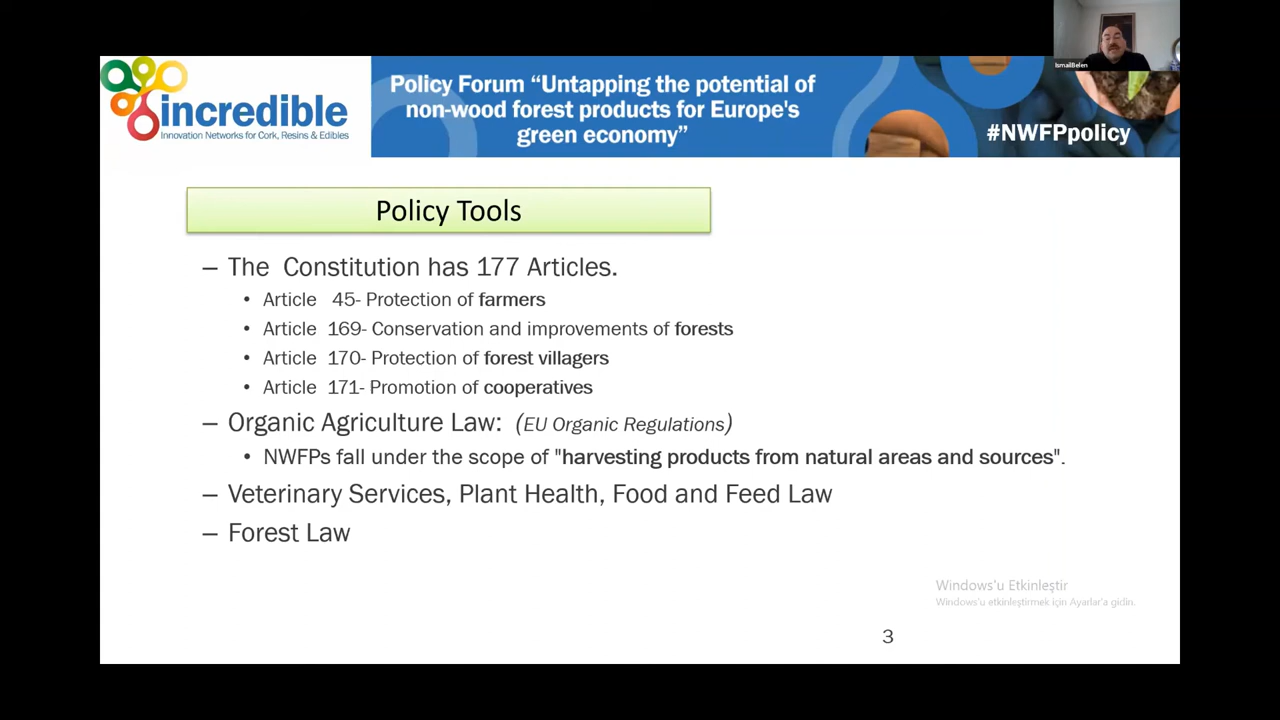 IsmailBelen
incredible
Innovation Networks for Cork, Resins & Edibles
Policy Forum “Untapping the potential of
non-wood forest products for Europe's
green economy”
#NWFPpolicy
Policy Tools
– The  Constitution has 177 Articles.
• Article   45- Protection of farmers
• Article  169- Conservation and improvements of forests
• Article  170- Protection of forest villagers
• Article  171- Promotion of cooperatives
– Organic Agriculture Law:  (EU Organic Regulations)
• NWFPs fall under the scope of "harvesting products from natural areas and sources".
– Veterinary Services, Plant Health, Food and Feed Law
– Forest Law
Windows'u Etkinleştir
Windows'u etkinleştirmek için Ayarlar'a gidin.
3